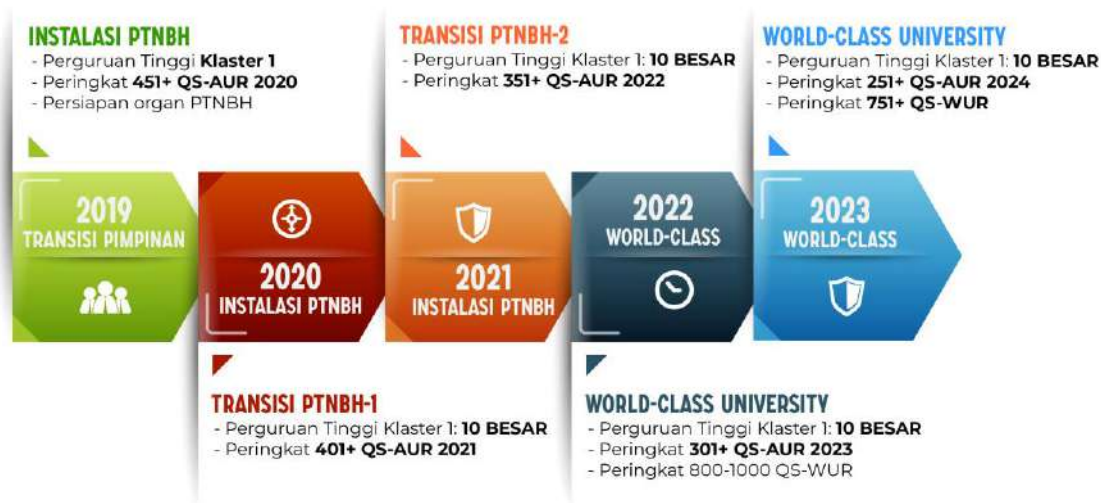 INSTALASI PTNBH
- Perguruan Tinggi Klaster 1
- Peringkat 451+ QS-AUR 2020
- Persiapan organ PTNBH
TRANSISI PTNBH-2
- Perguruan Tinggi Klaster 1: 10 BESAR
- Peringkat 351+ QS-AUR 2022
WORLD-CLASS UNIVERSITY
- Perguruan Tinggi Klaster 1: 10 BESAR
- Peringkat 251+ QS-AUR 2024
- Peringkat 751+ QS-WUR
2019
TRANSISI PIMPINAN
2020
INSTALASI PTNBH
2021
INSTALASI PTNBH
2022
WORLD-CLASS
2023
WORLD-CLASS
TRANSISI PTNBH-1
- Perguruan Tinggi Klaster 1: 10 BESAR
- Peringkat 401+ QS-AUR 2021
WORLD-CLASS UNIVERSITY
- Perguruan Tinggi Klaster 1: 10 BESAR
- Peringkat 301+ QS-AUR 2023
- Peringkat 800-1000 QS-WUR